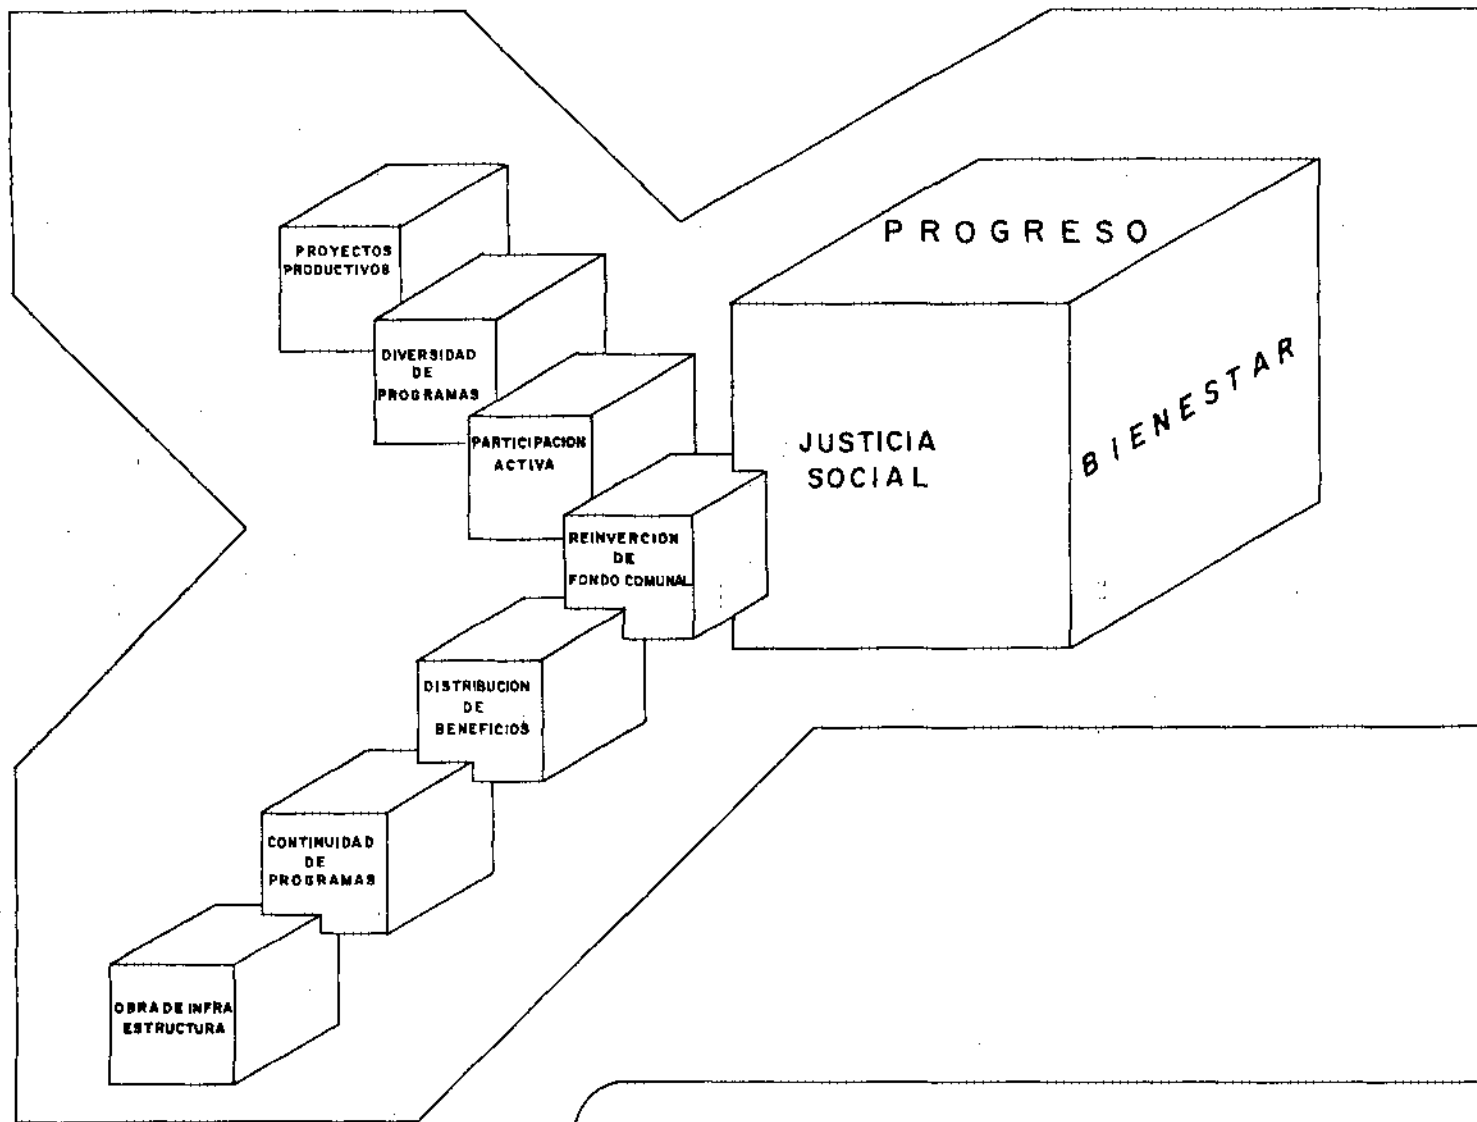 PROYECTOS
PRODUCTIVOS
DIVERSIDAD
DE
PROGRAMAS
PARTICIPACION
ACTIVA
REINVERCION
DE
FONDO COMUNAL
DISTRIBUCION
DE
BENEFICIOS
CONTINUIDAD
DE
PROGRAMAS
OBRA DE INFRA
ESTRUCTURA
PROGRESO
JUSTICIA
SOCIAL
BIENESTAR